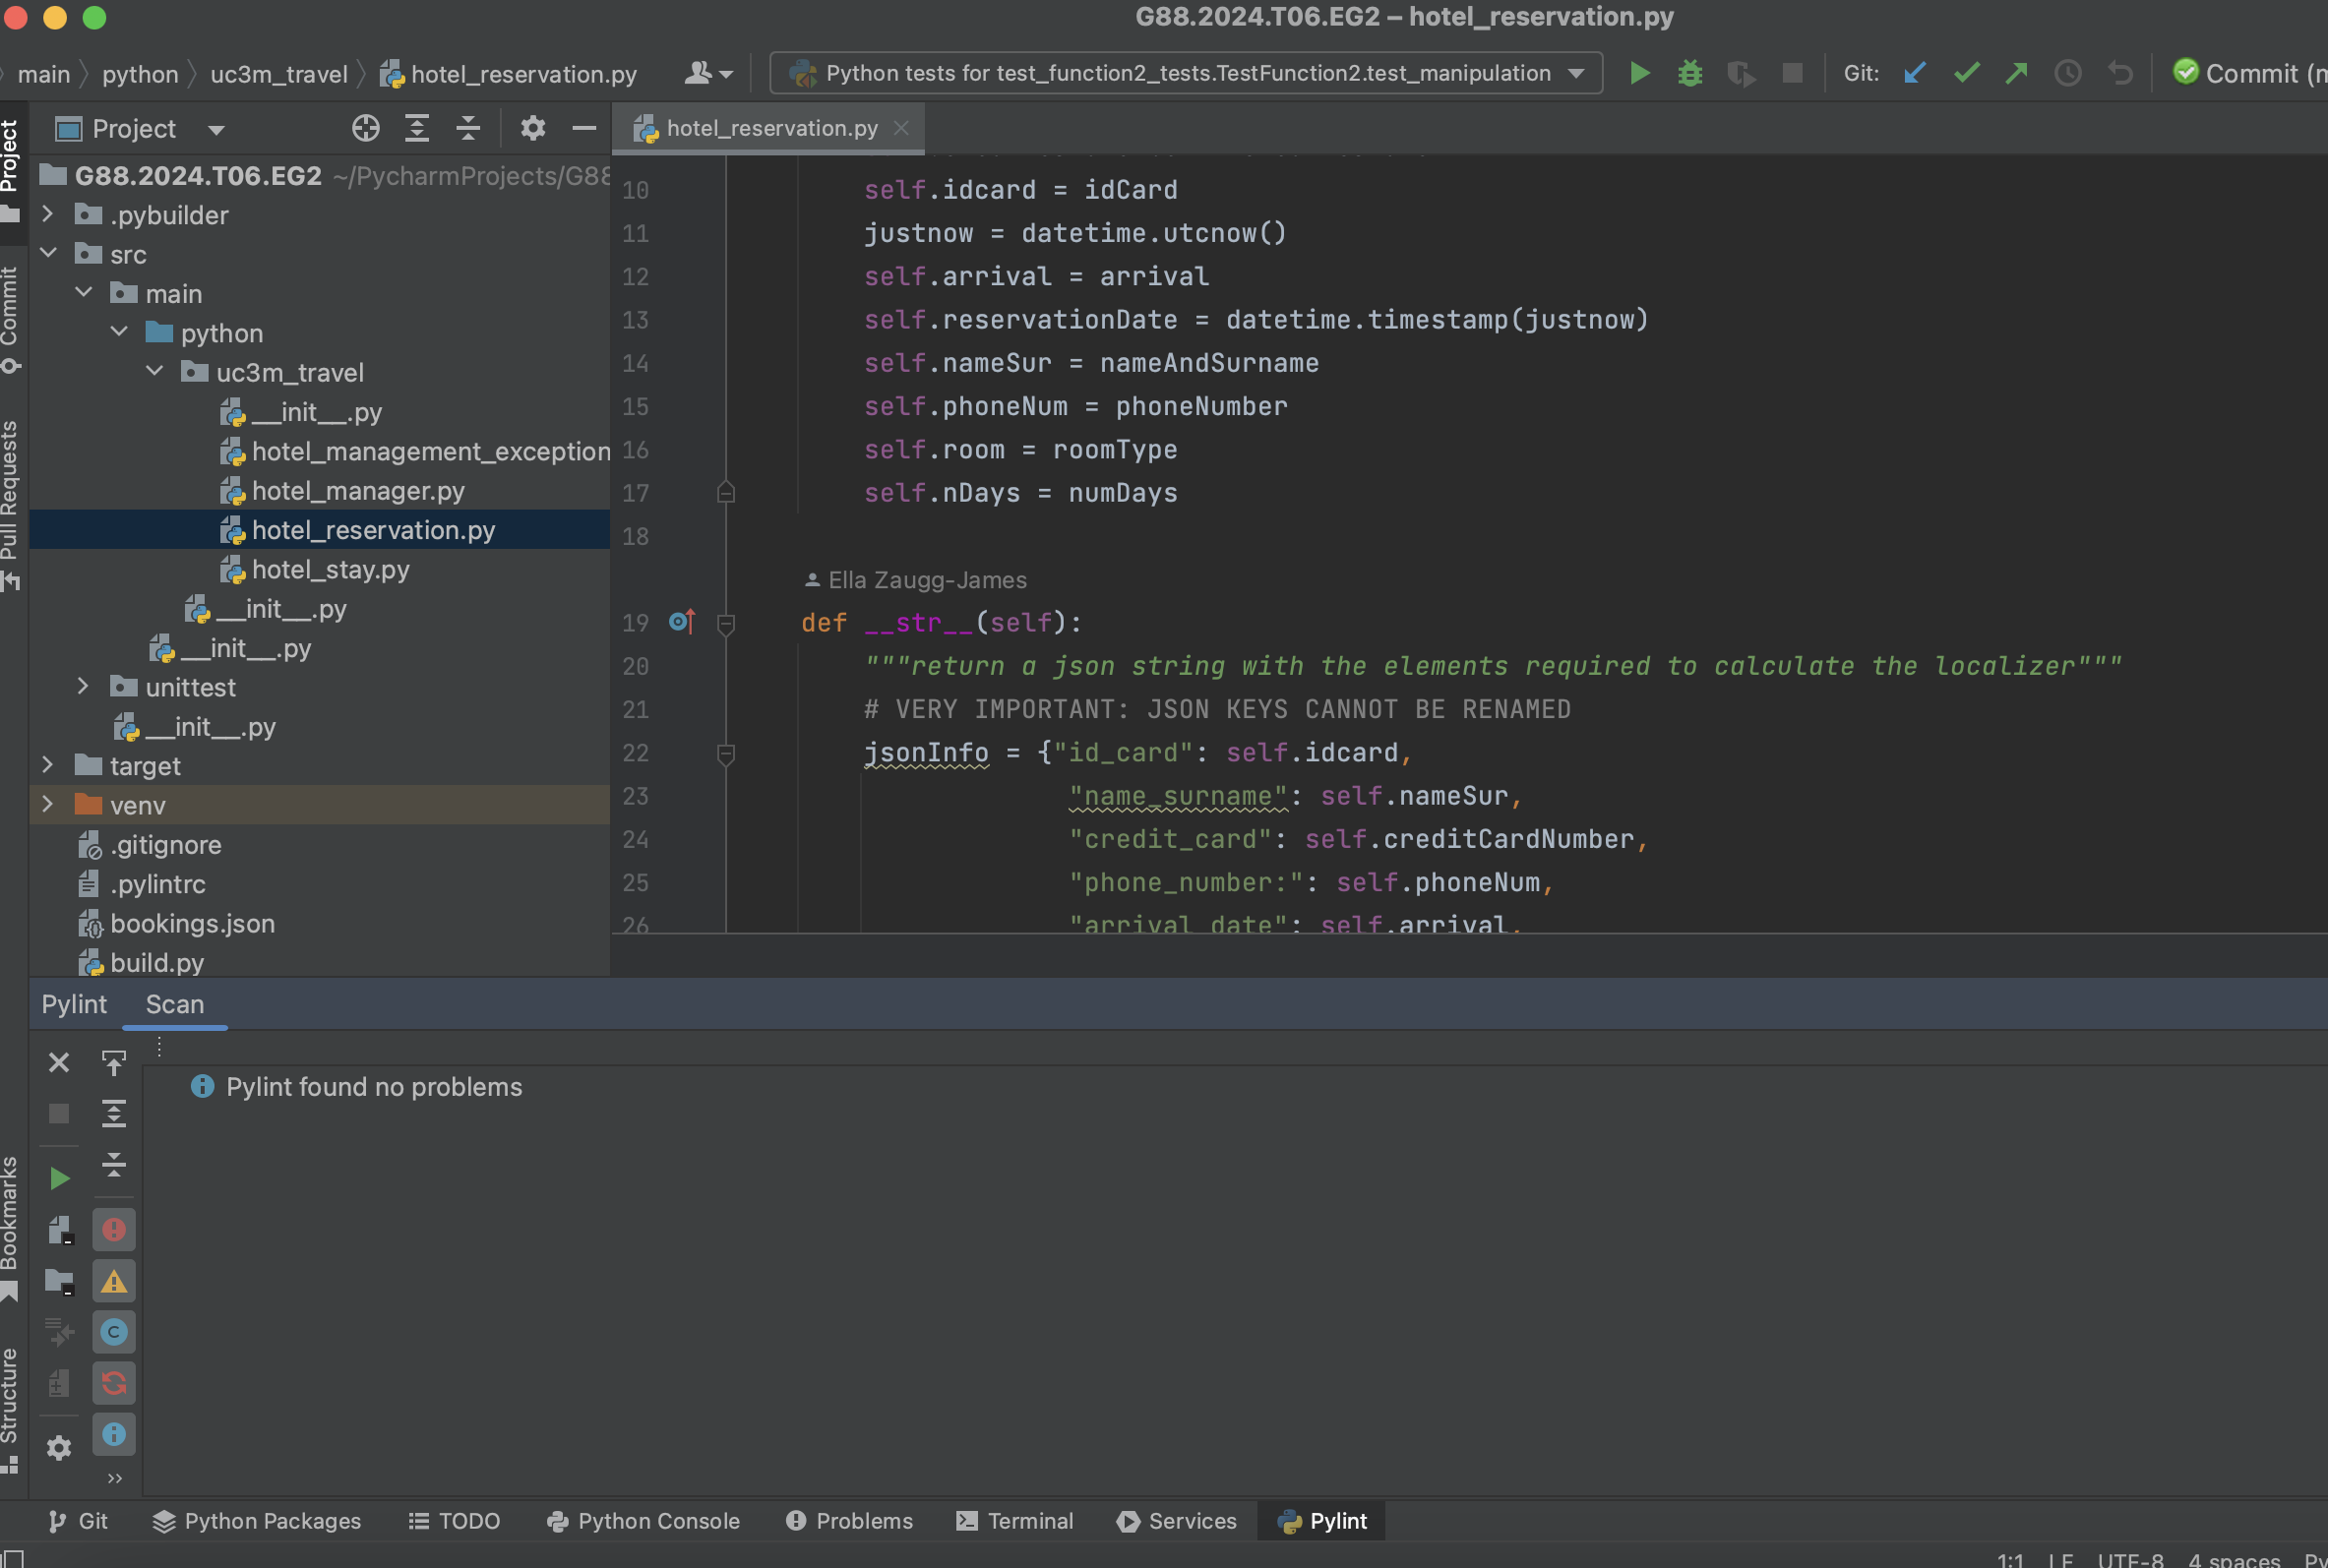 G88.2024.T06.EG2 – hotel_reservation.py
main python uc3m_travel hotel_reservation.py
Python tests for test_function2_tests.TestFunction2.test_manipulation
Git:
Commit (m
Project
Commit
Pull Requests
Bookmarks
Structure
Project
G88.2024.T06.EG2 ~/PycharmProjects/G88
.pybuilder
src
main
python
uc3m_travel
__init__.py
hotel_management_exception
hotel_manager.py
hotel_reservation.py
hotel_stay.py
__init__.py
__init__.py
unittest
__init__.py
target
venv
.gitignore
.pylintrc
bookings.json
build.py
hotel_reservation.py
10 self.idcard = idCard
11 justnow = datetime.utcnow()
12 self.arrival = arrival
13 self.reservationDate = datetime.timestamp(justnow)
14 self.nameSur = nameAndSurname
15 self.phoneNum = phoneNumber
16 self.room = roomType
17 self.nDays = numDays
18
Ella Zaugg-James
19 def __str__(self):
20 """return a json string with the elements required to calculate the localizer"""
21 # VERY IMPORTANT: JSON KEYS CANNOT BE RENAMED
22 jsonInfo = {"id_card": self.idcard,
23 "name_surname": self.nameSur,
24 "credit_card": self.creditCardNumber,
25 "phone_number:": self.phoneNum,
26 "arrival_date": self.arrival,
Pylint Scan
Pylint found no problems
Git Python Packages TODO Python Console Problems Terminal Services Pylint
1:1 LF UTF-8 4 spaces Py